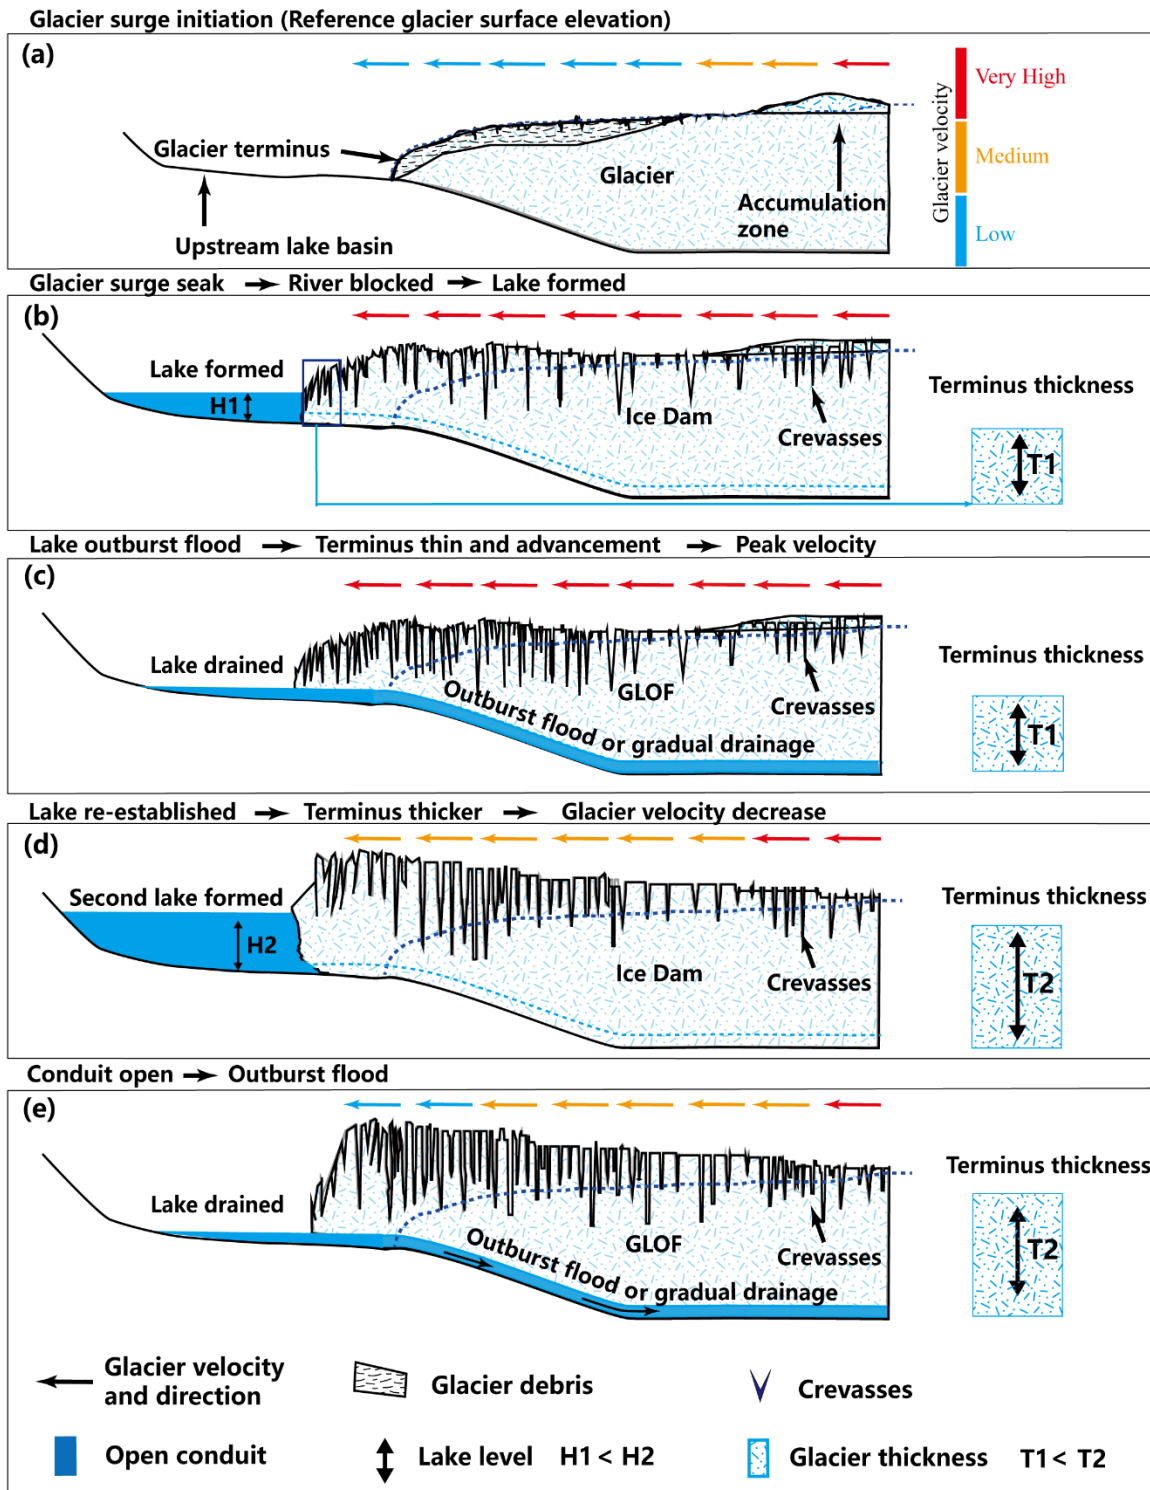 Glacier surge initiation (Reference glacier surface elevation)
(a)
Very High
Medium
Low
Glacier velocity
Glacier terminus
Glacier
Accumulation
zone
Upstream lake basin
Glacier surge seak → River blocked → Lake formed
(b)
Lake formed
H1
Ice Dam
Crevasses
Terminus thickness
T1
Lake outburst flood → Terminus thin and advancement → Peak velocity
(c)
Lake drained
Outburst flood or gradual drainage
GLOF
Crevasses
Terminus thickness
T1
Lake re-established → Terminus thicker → Glacier velocity decrease
(d)
Second lake formed
H2
Ice Dam
Crevasses
Terminus thickness
T2
Conduit open → Outburst flood
(e)
Lake drained
Outburst flood or gradual drainage
GLOF
Crevasses
Terminus thickness
T2
Glacier velocity
and direction
Glacier debris
Crevasses
Open conduit
Lake level H1 < H2
Glacier thickness T1 < T2